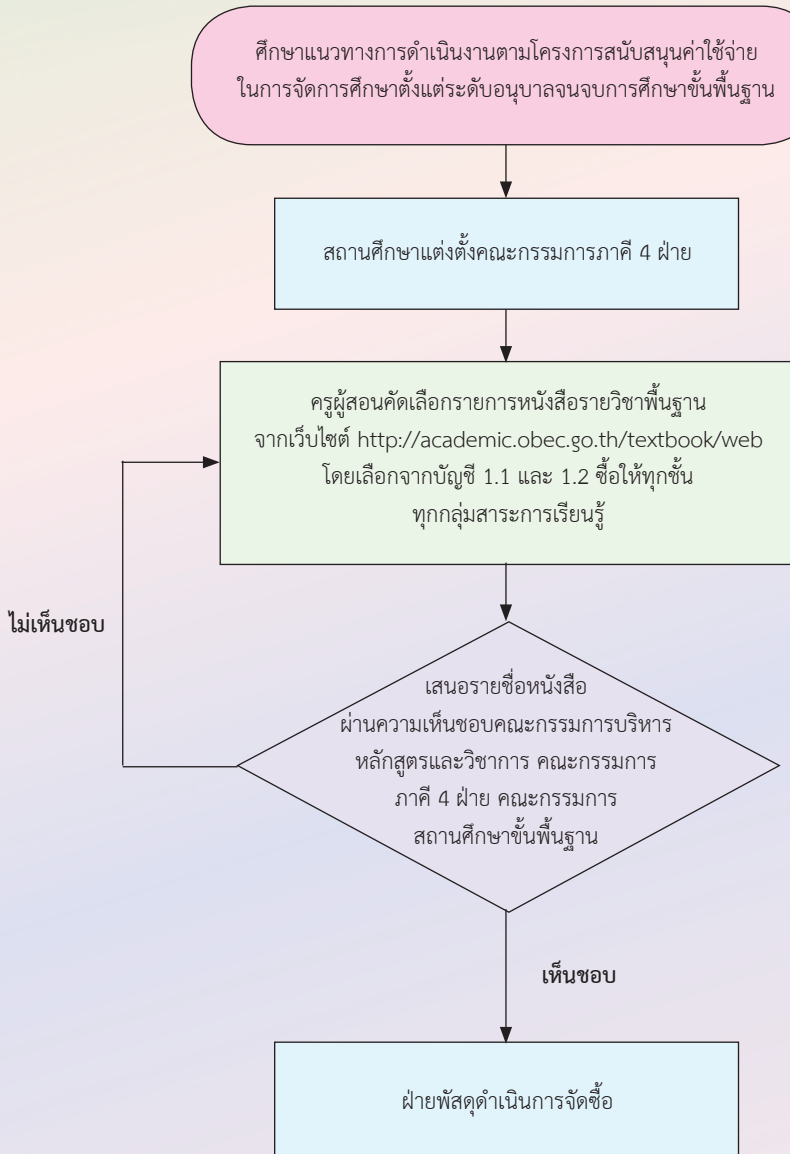 ศึกษาแนวทางการดำเนินงานตามโครงการสนับสนุนค่าใช้จ่าย
ในการจัดการศึกษาตั้งแต่ระดับอนุบาลจนจบการศึกษาขั้นพื้นฐาน
สถานศึกษาแต่งตั้งคณะกรรมการภาคี 4 ฝ่าย
ครูผู้สอนคัดเลือกรายการหนังสือรายวิชาพื้นฐาน
จากเว็บไซต์ http://academic.obec.go.th/textbook/web
โดยเลือกจากบัญชี 1.1 และ 1.2 ซื้อให้ทุกชั้น
ทุกกลุ่มสาระการเรียนรู้
ไม่เห็นชอบ
เสนอรายชื่อหนังสือ
ผ่านความเห็นชอบคณะกรรมการบริหาร
หลักสูตรและวิชาการ คณะกรรมการ
ภาคี 4 ฝ่าย คณะกรรมการ
สถานศึกษาขั้นพื้นฐาน
เห็นชอบ
ฝ่ายพัสดุดำเนินการจัดซื้อ